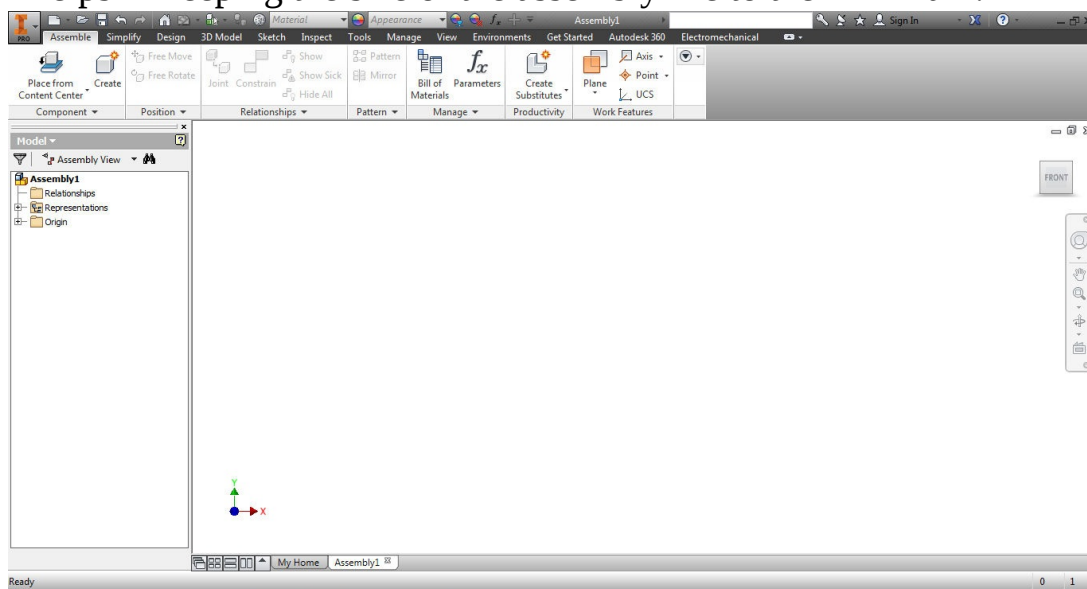 Material Appearance Assembly1 Sign In
PRO Assemble Simplify Design 3D Model Sketch Inspect Tools Manage View Environments Get Started Autodesk 360 Electromechanical
Place from Content Center
Create
Free Move
Free Rotate
Joint Constrain
Show
Show Sick
Hide All
Pattern
Mirror
Bill of Materials
fx
Parameters
Create Substitutes
Plane
Axis
Point
UCS
Component Position Relationships Pattern Manage Productivity Work Features
Model
Assembly View
Assembly1
Relationships
Representations
Origin
FRONT
Y
X
My Home Assembly1
Ready 0 1